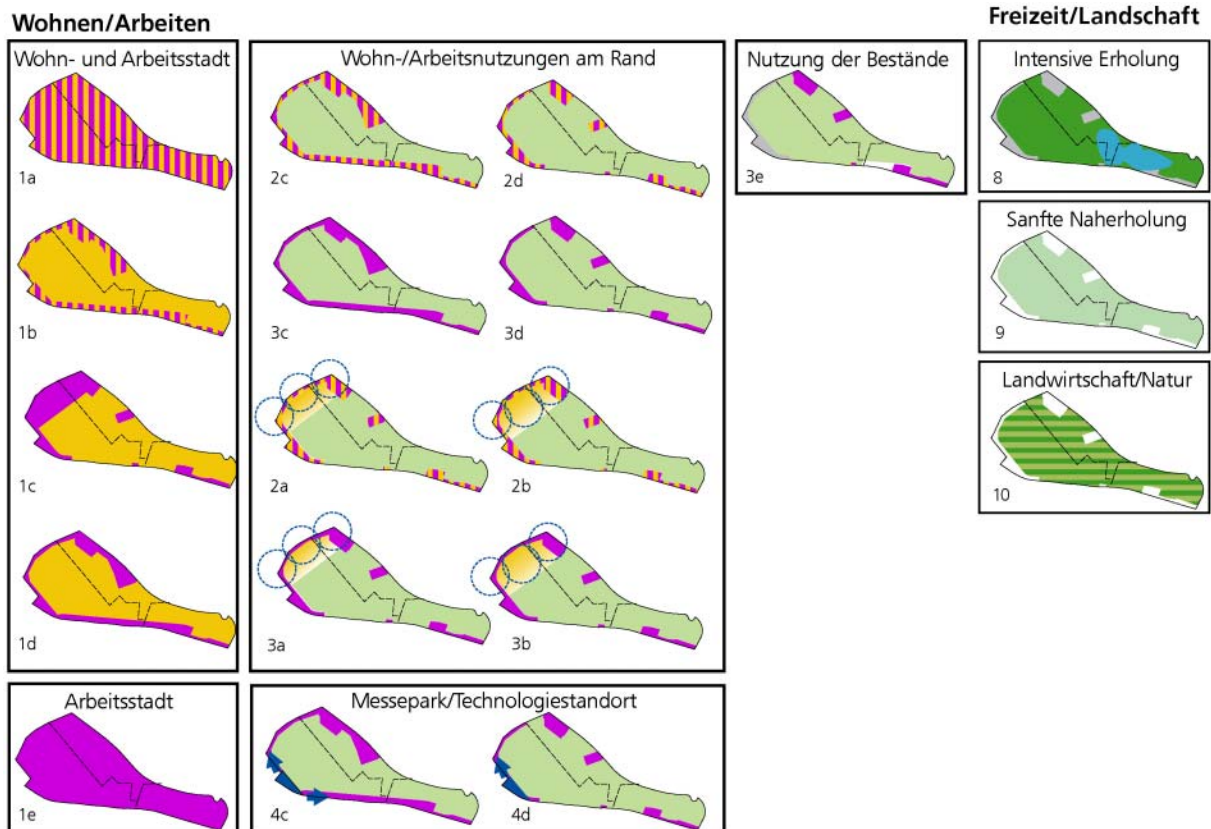 Wohnen/Arbeiten
Freizeit/Landschaft
Wohn- und Arbeitsstadt
1a
1b
1c
1d
Wohn-/Arbeitsnutzungen am Rand
2c
2d
3c
3d
2a
2b
3a
3b
Nutzung der Bestände
3e
Intensive Erholung
8
Sanfte Naherholung
9
Landwirtschaft/Natur
10
Arbeitsstadt
1e
Messepark/Technologiestandort
4c
4d